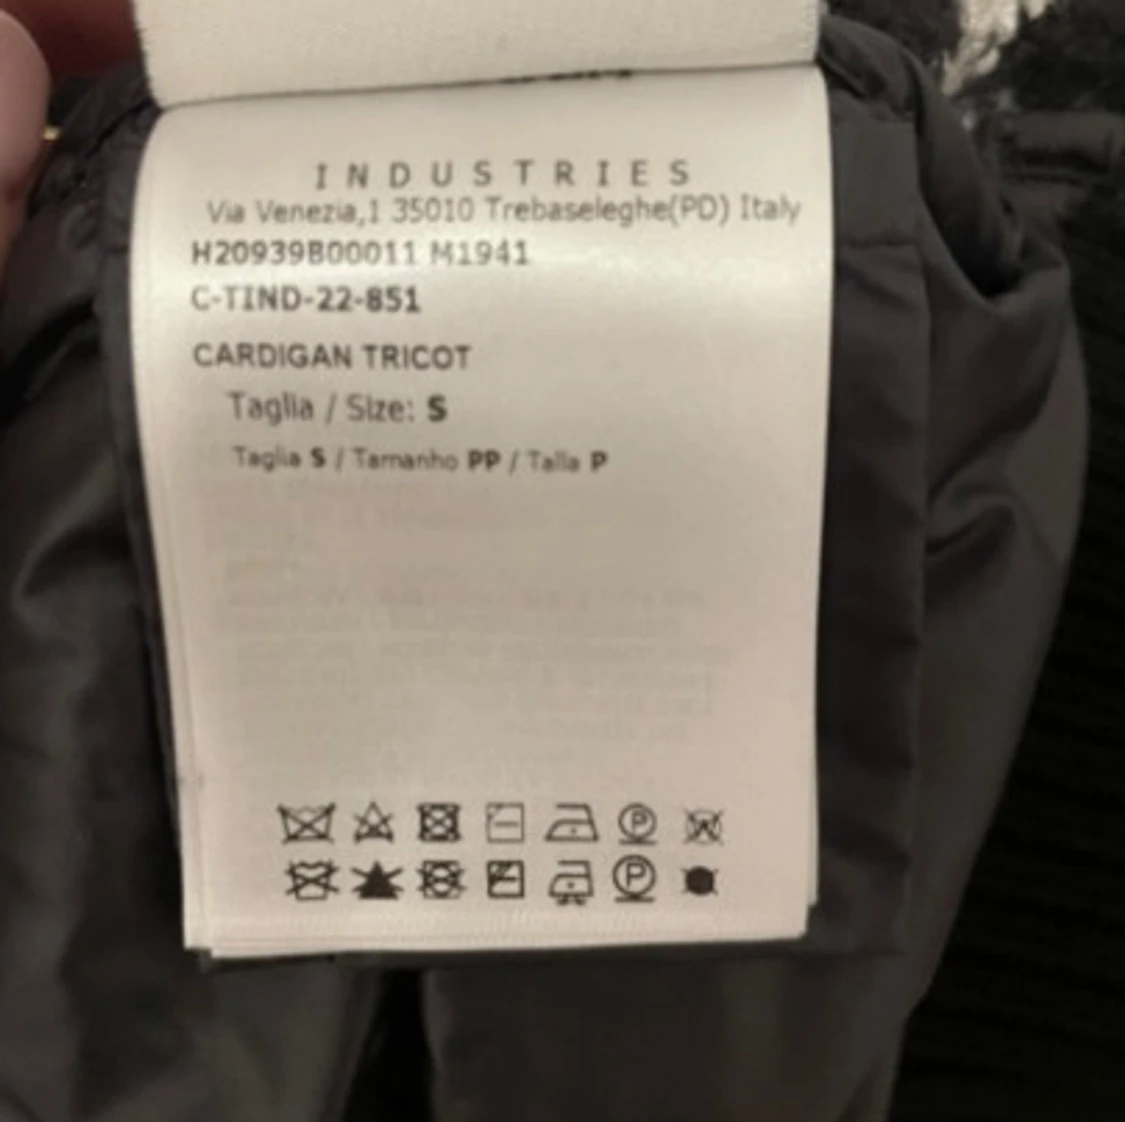 INDUSTRIES
Via Venezia,1 35010 Trebaseleghe(PD) Italy
H20939B00011 M1941
C-TIND-22-851
CARDIGAN TRICOT
Taglia / Size: S
Taglia S / Tamanho PP / Talla P
P
P